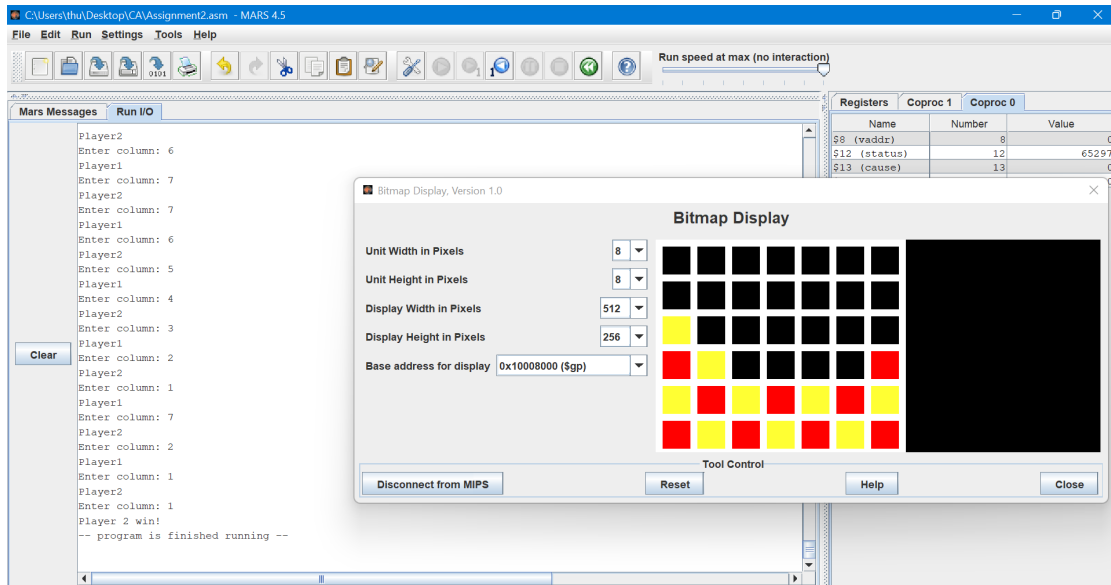 C:\Users\thu\Desktop\CA\Assignment2.asm - MARS 4.5
File Edit Run Settings Tools Help
Run speed at max (no interaction)
Mars Messages Run I/O
Player2
Enter column: 6
Player1
Enter column: 7
Player2
Enter column: 7
Player1
Enter column: 6
Player2
Enter column: 5
Player1
Enter column: 4
Player2
Enter column: 3
Player1
Enter column: 2
Player2
Enter column: 1
Player1
Enter column: 7
Player2
Enter column: 2
Player1
Enter column: 1
Player2
Enter column: 1
Player 2 win!
-- program is finished running --
Clear
Registers Coproc 1 Coproc 0
Name Number Value
$8 (vaddr) 8 0
$12 (status) 12 65297
$13 (cause) 13 0
Bitmap Display, Version 1.0
Bitmap Display
Unit Width in Pixels 8
Unit Height in Pixels 8
Display Width in Pixels 512
Display Height in Pixels 256
Base address for display 0x10008000 ($gp)
Tool Control
Disconnect from MIPS Reset Help Close